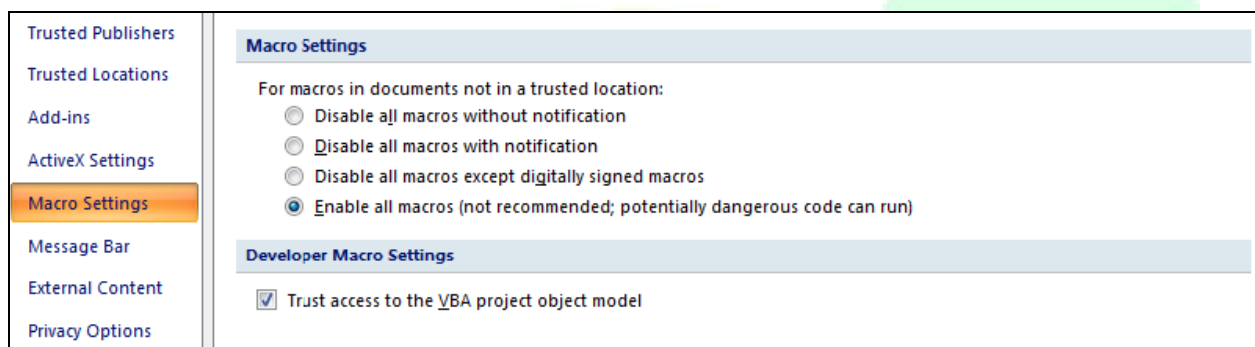 Trusted Publishers
Trusted Locations
Add-ins
ActiveX Settings
Macro Settings
Message Bar
External Content
Privacy Options
Macro Settings
For macros in documents not in a trusted location:
Disable all macros without notification
Disable all macros with notification
Disable all macros except digitally signed macros
Enable all macros (not recommended; potentially dangerous code can run)
Developer Macro Settings
Trust access to the VBA project object model